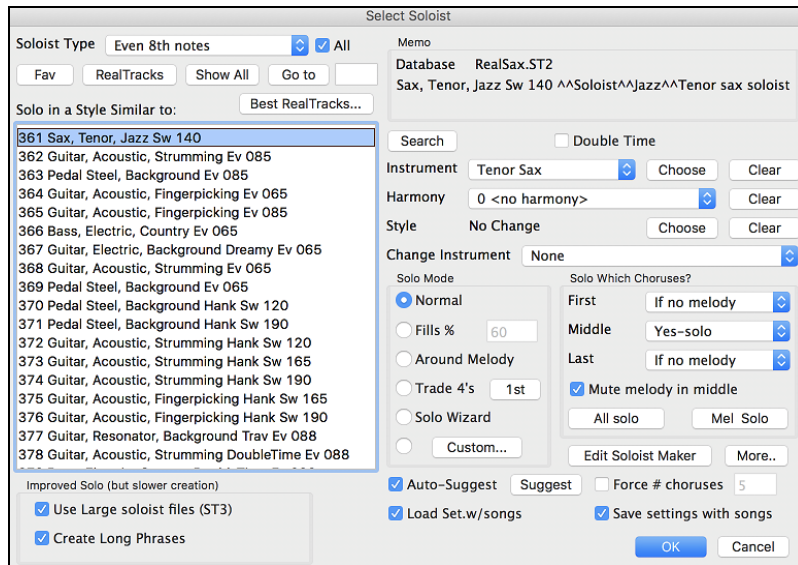 Select Soloist
Soloist Type Even 8th notes All
Fav RealTracks Show All Go to
Solo in a Style Similar to: Best RealTracks...
361 Sax, Tenor, Jazz Sw 140
362 Guitar, Acoustic, Strumming Ev 085
363 Pedal Steel, Background Ev 085
364 Guitar, Acoustic, Fingerpicking Ev 065
365 Guitar, Acoustic, Fingerpicking Ev 085
366 Bass, Electric, Country Ev 065
367 Guitar, Electric, Background Dreamy Ev 065
368 Guitar, Acoustic, Strumming Ev 065
369 Pedal Steel, Background Ev 065
370 Pedal Steel, Background Hank Sw 120
371 Pedal Steel, Background Hank Sw 190
372 Guitar, Acoustic, Strumming Hank Sw 120
373 Guitar, Acoustic, Strumming Hank Sw 165
374 Guitar, Acoustic, Strumming Hank Sw 190
375 Guitar, Acoustic, Fingerpicking Hank Sw 165
376 Guitar, Acoustic, Fingerpicking Hank Sw 190
377 Guitar, Resonator, Background Trav Ev 088
378 Guitar, Acoustic, Strumming DoubleTime Ev 088
Improved Solo (but slower creation)
Use Large soloist files (ST3)
Create Long Phrases
Memo
Database RealSax.ST2
Sax, Tenor, Jazz Sw 140 ^^Soloist^^Jazz^^Tenor sax soloist
Search Double Time
Instrument Tenor Sax Choose Clear
Harmony 0 <no harmony> Clear
Style No Change Choose Clear
Change Instrument None
Solo Mode
Normal
Fills % 60
Around Melody
Trade 4's 1st
Solo Wizard
Custom...
Solo Which Choruses?
First If no melody
Middle Yes-solo
Last If no melody
Mute melody in middle
All solo Mel Solo
Edit Soloist Maker More..
Auto-Suggest Suggest Force # choruses 5
Load Set.w/songs Save settings with songs
OK Cancel